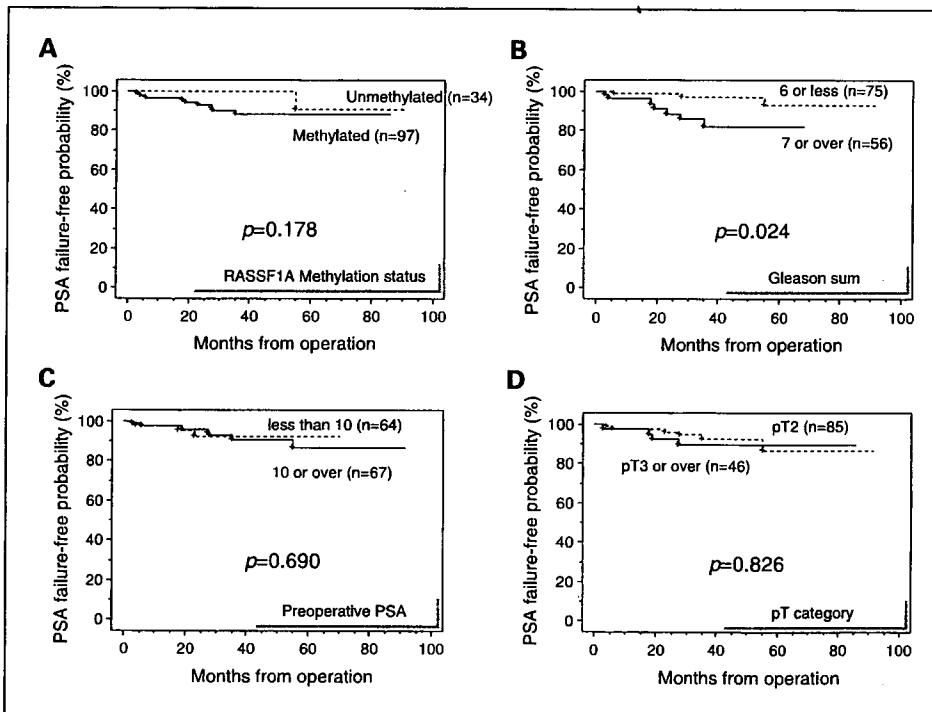 A
PSA failure-free probability (%)
100
80
60
40
20
0
Unmethylated (n=34)
Methylated (n=97)
p=0.178
RASSF1A Methylation status
0 20 40 60 80 100
Months from operation
B
PSA failure-free probability (%)
100
80
60
40
20
0
6 or less (n=75)
7 or over (n=56)
p=0.024
Gleason sum
0 20 40 60 80 100
Months from operation
C
PSA failure-free probability (%)
100
80
60
40
20
0
less than 10 (n=64)
10 or over (n=67)
p=0.690
Preoperative PSA
0 20 40 60 80 100
Months from operation
D
PSA failure-free probability (%)
100
80
60
40
20
0
pT2 (n=85)
pT3 or over (n=46)
p=0.826
pT category
0 20 40 60 80 100
Months from operation